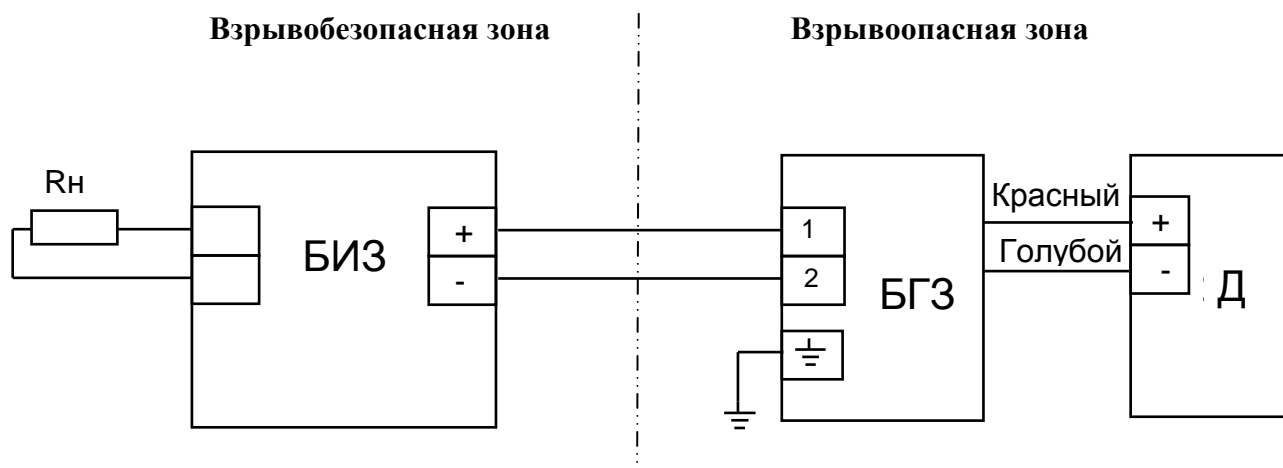 Взрывобезопасная зона
Взрывоопасная зона
Rн
БИЗ
+
-
1
2
БГЗ
Красный
Голубой
+
-
Д